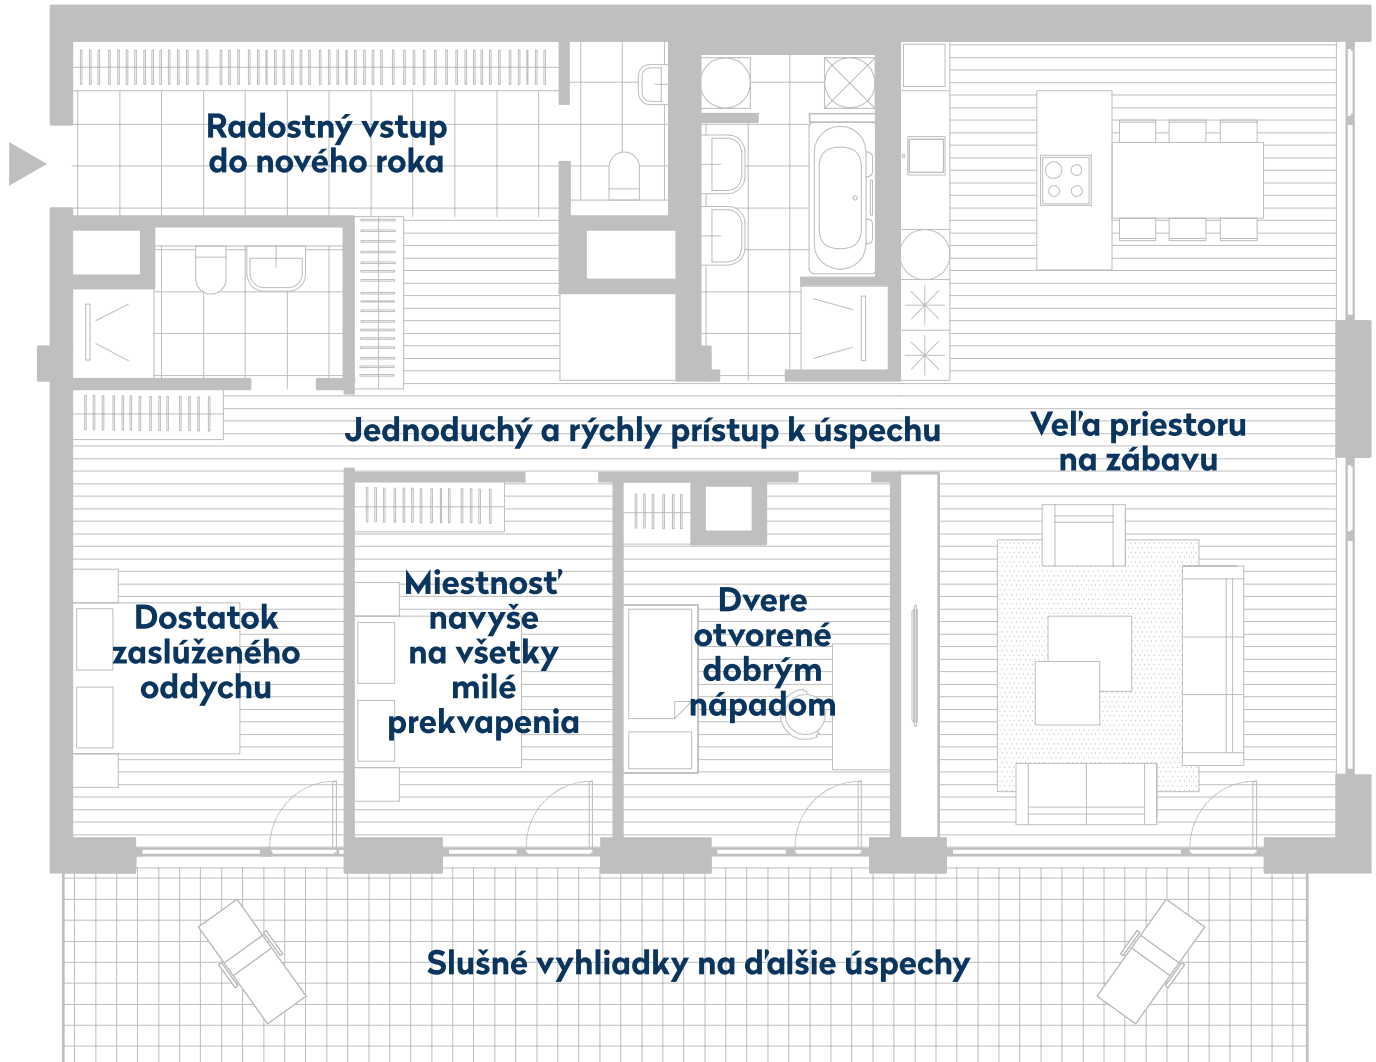 Radostný vstup
do nového roka
Jednoduchý a rýchly prístup k úspechu
Veľa priestoru
na zábavu
Dostatok
zaslúženého
oddychu
Miestnosť
navyše
na všetky
milé
prekvapenia
Dvere
otvorené
dobrým
nápadom
Slušné vyhliadky na ďalšie úspechy